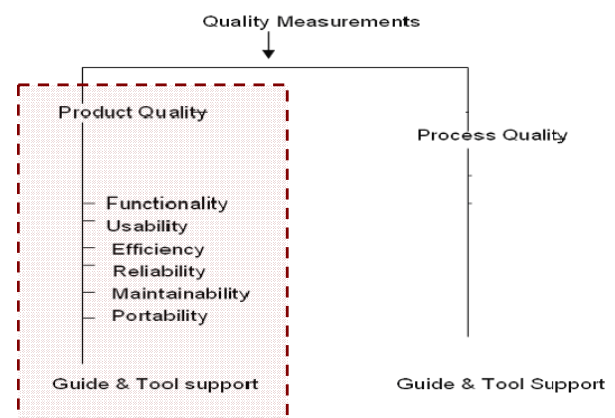 Quality Measurements
Product Quality
Process Quality
Functionality
Usability
Efficiency
Reliability
Maintainability
Portability
Guide & Tool support
Guide & Tool Support